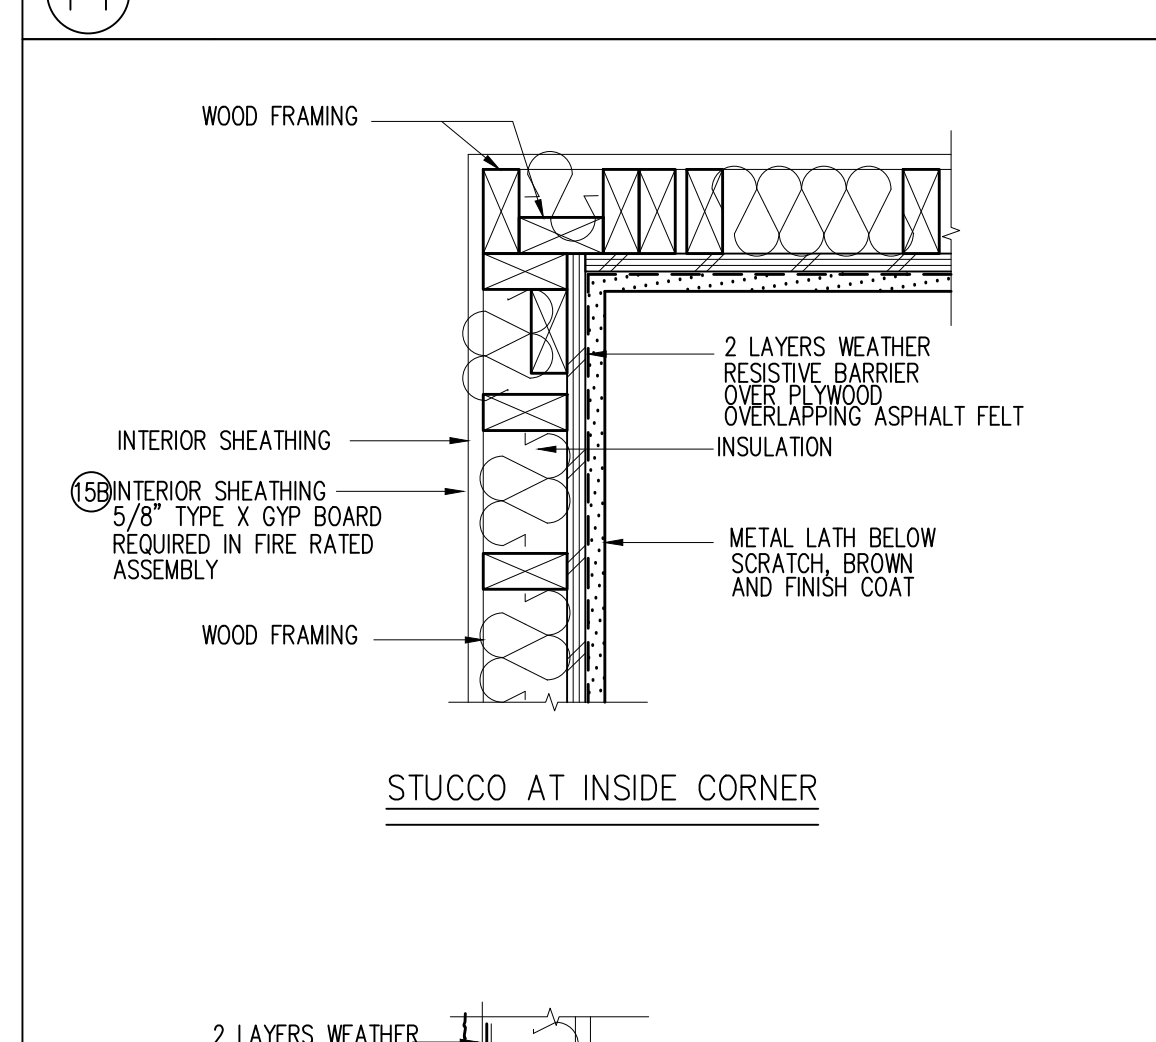 WOOD FRAMING
2 LAYERS WEATHER
RESISTIVE BARRIER
OVER PLYWOOD
OVERLAPPING ASPHALT FELT
INTERIOR SHEATHING
INSULATION
15B INTERIOR SHEATHING
5/8" TYPE X GYP BOARD
REQUIRED IN FIRE RATED
ASSEMBLY
METAL LATH BELOW
SCRATCH, BROWN
AND FINISH COAT
WOOD FRAMING
STUCCO AT INSIDE CORNER
2 LAYERS WEATHER